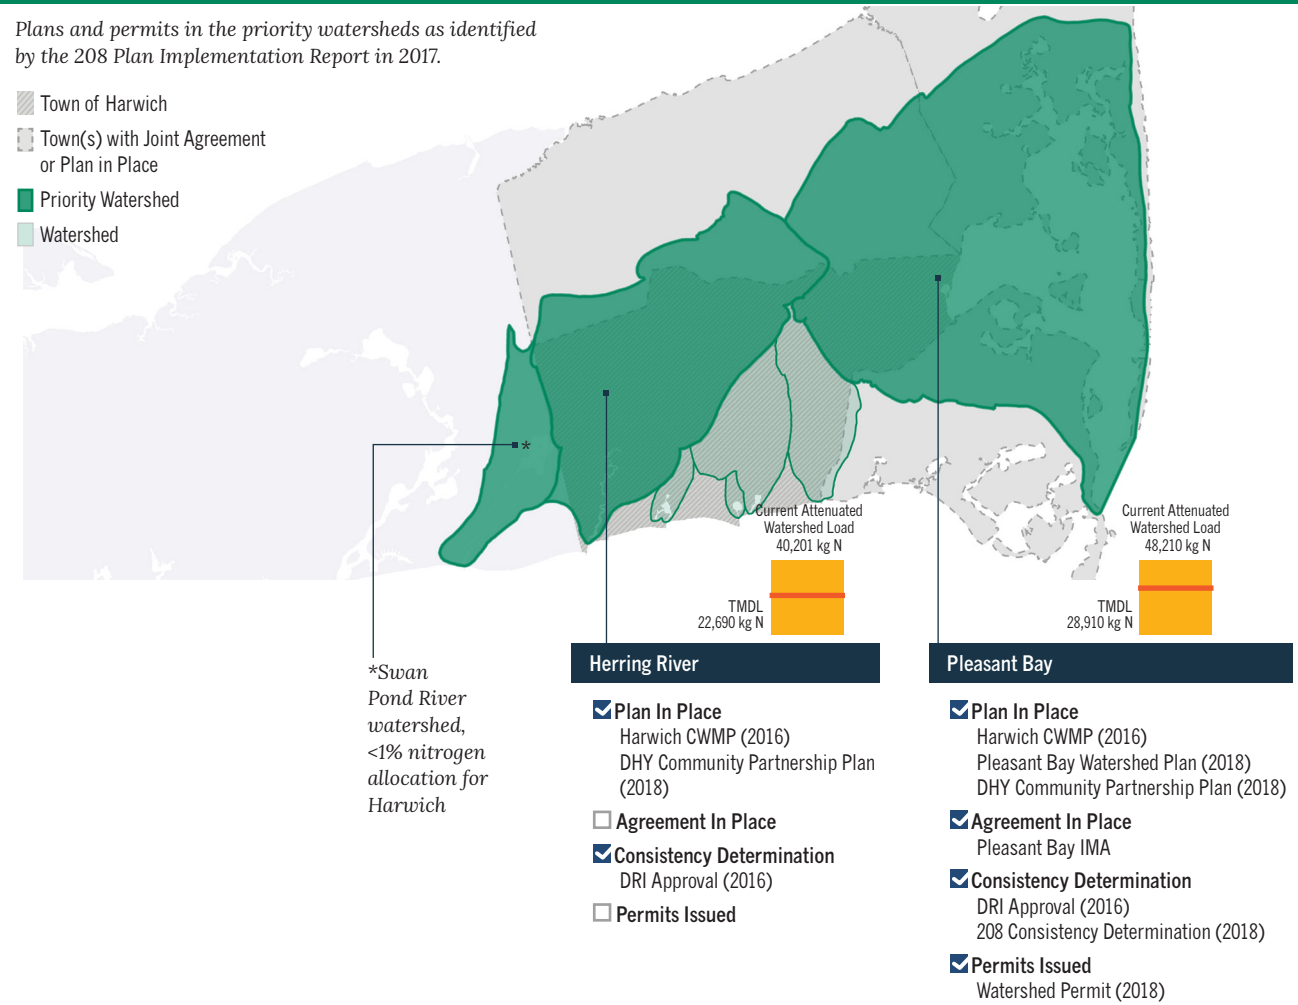 Plans and permits in the priority watersheds as identified
by the 208 Plan Implementation Report in 2017.
Town of Harwich
Town(s) with Joint Agreement
or Plan in Place
Priority Watershed
Watershed
*
Current Attenuated
Watershed Load
40,201 kg N
TMDL
22,690 kg N
Current Attenuated
Watershed Load
48,210 kg N
TMDL
28,910 kg N
*Swan
Pond River
watershed,
<1% nitrogen
allocation for
Harwich
Herring River
Plan In Place
Harwich CWMP (2016)
DHY Community Partnership Plan
(2018)
Agreement In Place
Consistency Determination
DRI Approval (2016)
Permits Issued
Pleasant Bay
Plan In Place
Harwich CWMP (2016)
Pleasant Bay Watershed Plan (2018)
DHY Community Partnership Plan (2018)
Agreement In Place
Pleasant Bay IMA
Consistency Determination
DRI Approval (2016)
208 Consistency Determination (2018)
Permits Issued
Watershed Permit (2018)